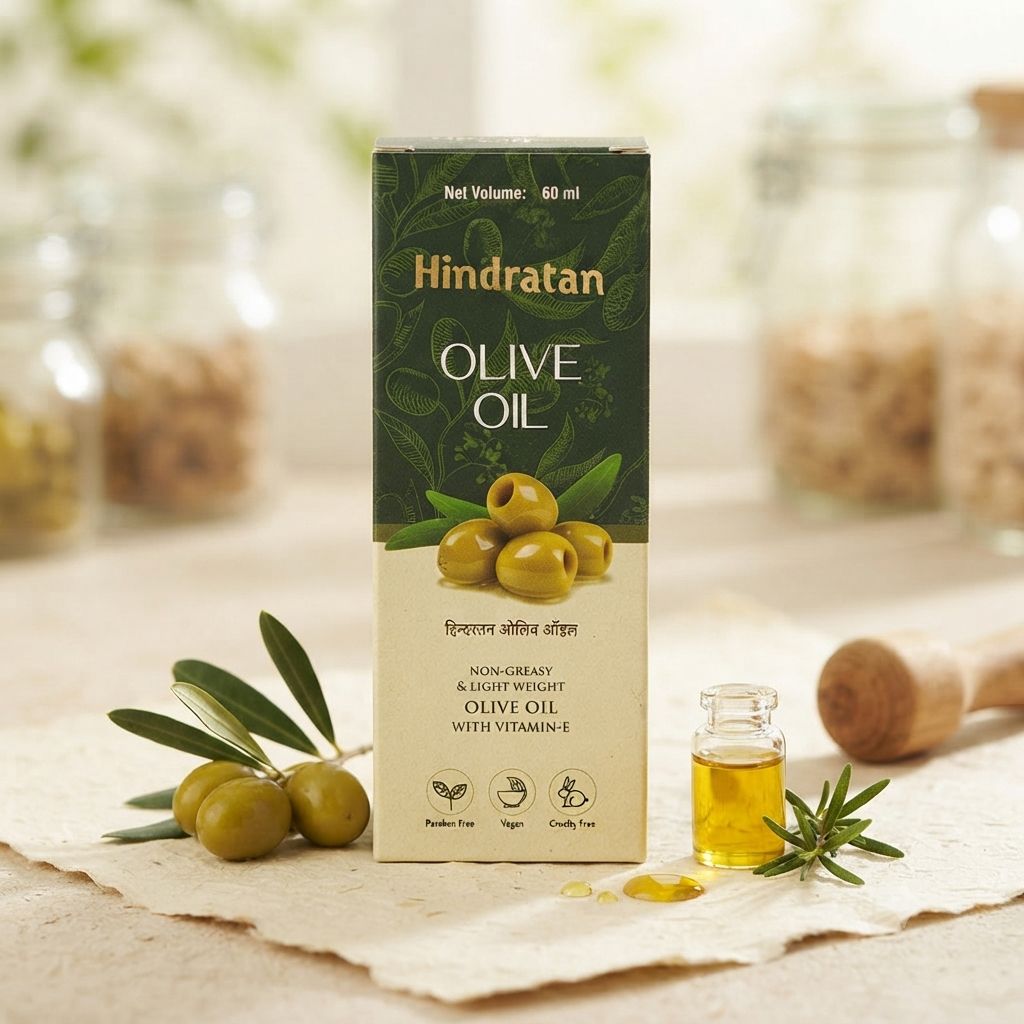 Net Volume: 60 ml
Hindratan
OLIVE
OIL
हिन्दरतन ओलिव ऑइल
NON-GREASY
& LIGHT WEIGHT
OLIVE OIL
WITH VITAMIN-E
Paraben Free
Vegan
Cruelty free